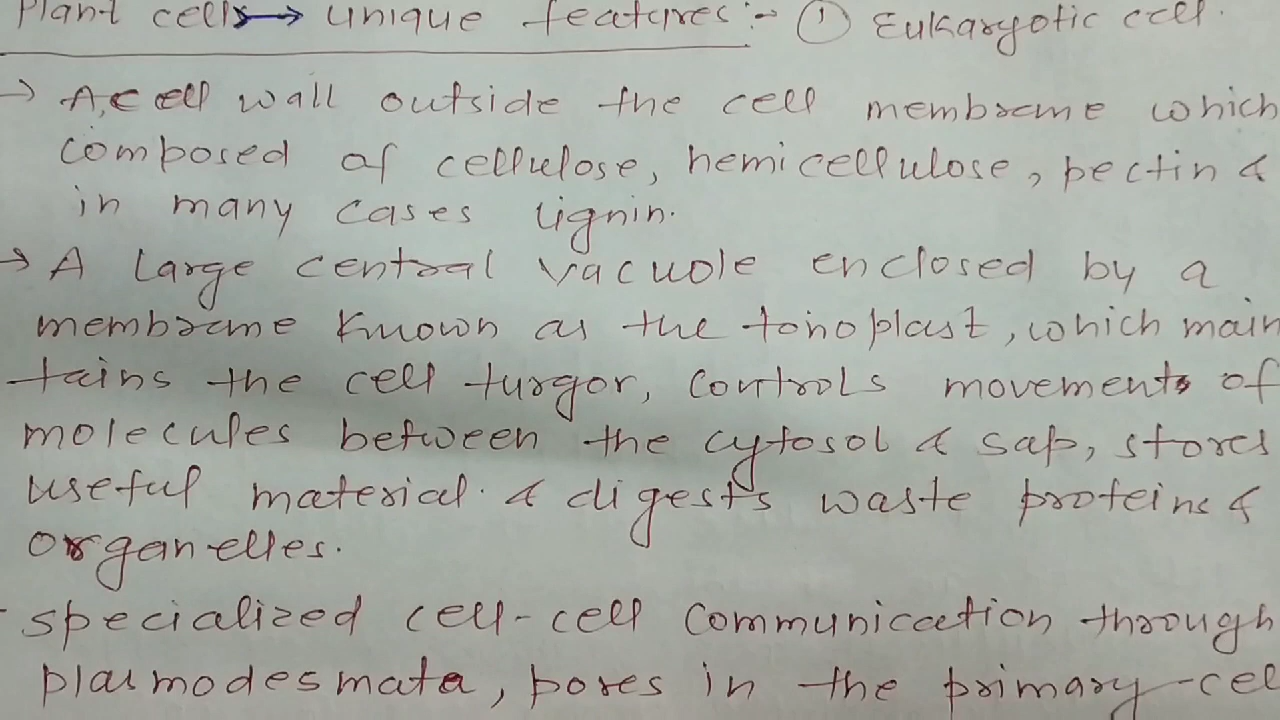 Plant cells → unique features :- ① Eukaryotic cell.
→ A cell wall outside the cell membrane which
composed of cellulose, hemicellulose, pectin &
in many cases lignin.
→ A large central vacuole enclosed by a
membrane known as the tonoplast, which main
tains the cell turgor, controls movements of
molecules between the cytosol & sap, stores
useful material. & digests waste proteins &
organelles.
- specialized cell-cell communication through
plasmodesmata, pores in the primary-cel